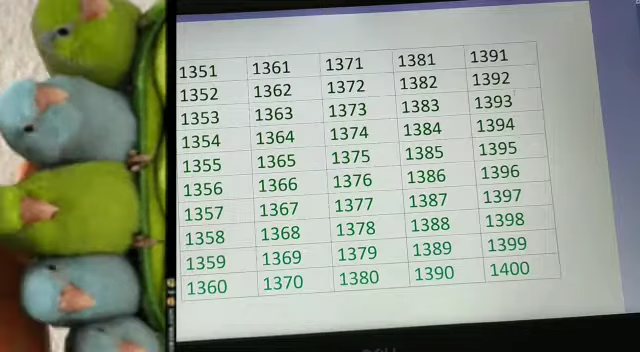 1351 1361 1371 1381 1391
1352 1362 1372 1382 1392
1353 1363 1373 1383 1393
1354 1364 1374 1384 1394
1355 1365 1375 1385 1395
1356 1366 1376 1386 1396
1357 1367 1377 1387 1397
1358 1368 1378 1388 1398
1359 1369 1379 1389 1399
1360 1370 1380 1390 1400